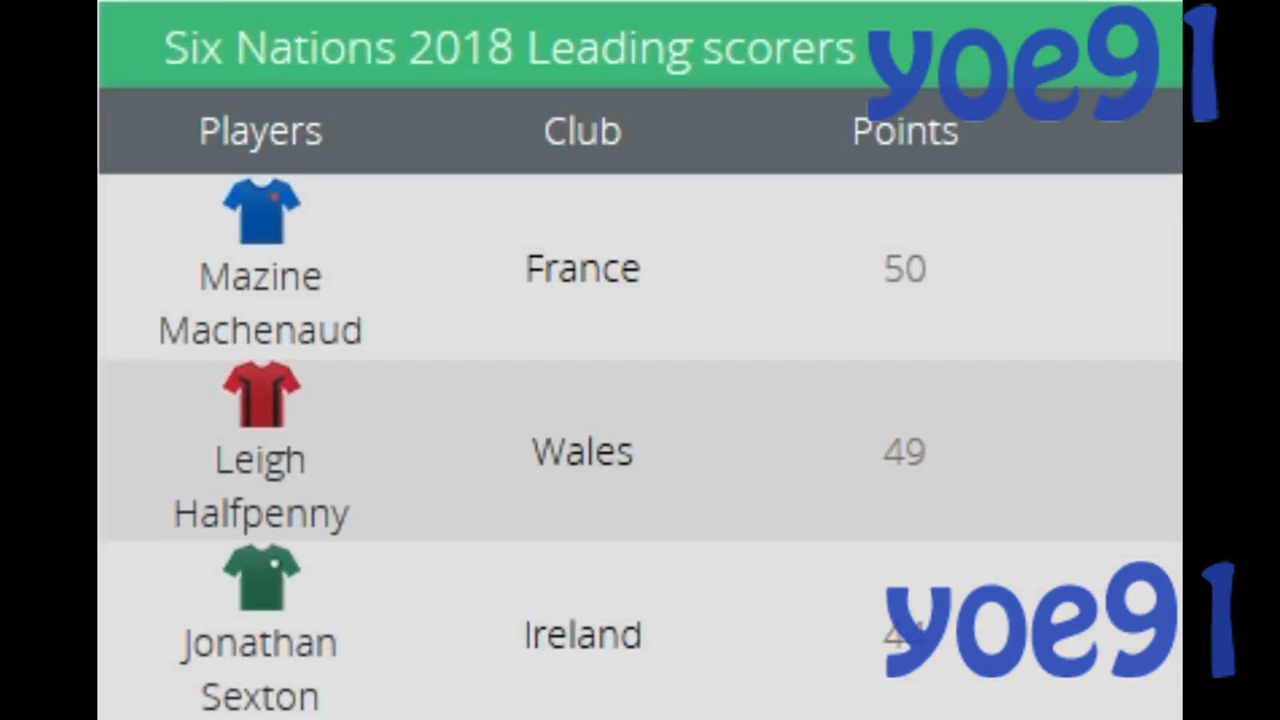 Six Nations 2018 Leading scorers
yoe91
Players Club Points
Mazine
Machenaud
France 50
Leigh
Halfpenny
Wales 49
Jonathan
Sexton
Ireland 44
yoe91